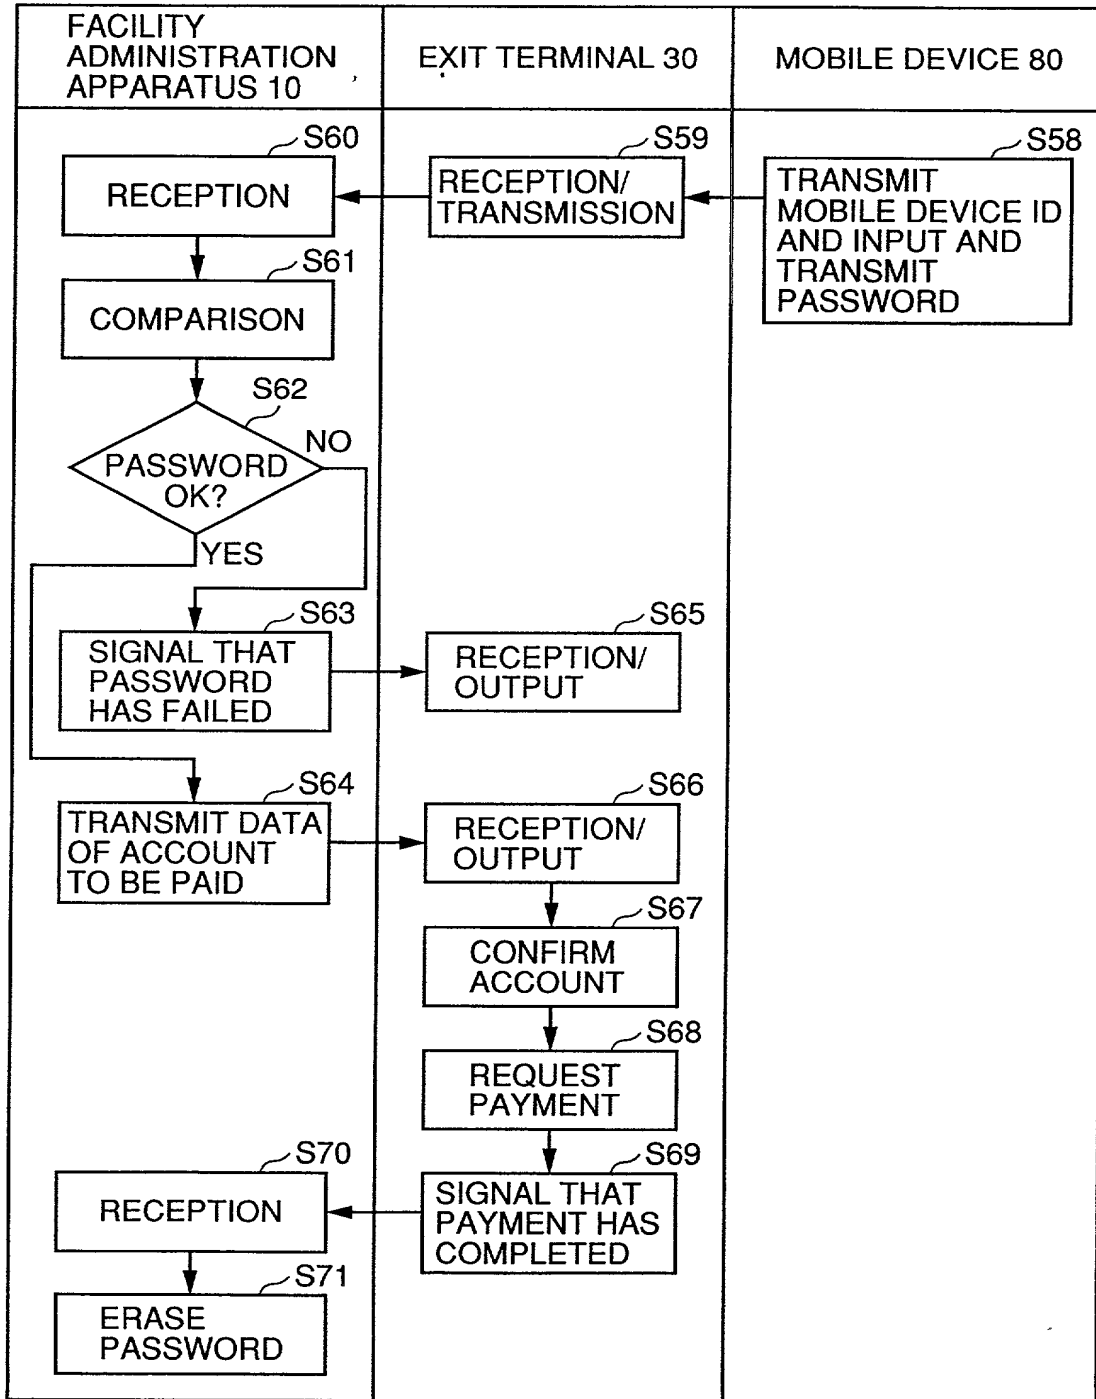 FACILITY
ADMINISTRATION
APPARATUS 10
EXIT TERMINAL 30
MOBILE DEVICE 80
S60
RECEPTION
S59
RECEPTION/
TRANSMISSION
S58
TRANSMIT
MOBILE DEVICE ID
AND INPUT AND
TRANSMIT
PASSWORD
S61
COMPARISON
S62
PASSWORD
OK?
NO
YES
S63
SIGNAL THAT
PASSWORD
HAS FAILED
S65
RECEPTION/
OUTPUT
S64
TRANSMIT DATA
OF ACCOUNT
TO BE PAID
S66
RECEPTION/
OUTPUT
S67
CONFIRM
ACCOUNT
S68
REQUEST
PAYMENT
S69
SIGNAL THAT
PAYMENT HAS
COMPLETED
S70
RECEPTION
S71
ERASE
PASSWORD